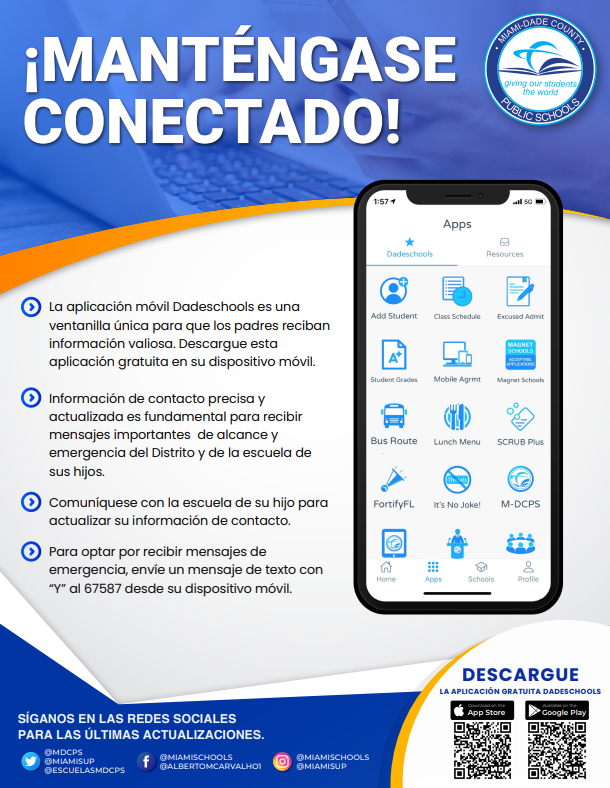 ¡MANTÉNGASE
CONECTADO!
MIAMI-DADE COUNTY
giving our students
the world
PUBLIC SCHOOLS
La aplicación móvil Dadeschools es una
ventanilla única para que los padres reciban
información valiosa. Descargue esta
aplicación gratuita en su dispositivo móvil.
Información de contacto precisa y
actualizada es fundamental para recibir
mensajes importantes de alcance y
emergencia del Distrito y de la escuela de
sus hijos.
Comuníquese con la escuela de su hijo para
actualizar su información de contacto.
Para optar por recibir mensajes de
emergencia, envíe un mensaje de texto con
“Y” al 67587 desde su dispositivo móvil.
1:57 5G
Apps
Dadeschools Resources
Add Student Class Schedule Excused Admit
A+
MAGNET
SCHOOLS
ACCEPTING
APPLICATIONS
Student Grades Mobile Agrmt Magnet Schools
Bus Route Lunch Menu SCRUB Plus
FortifyFL It's No Joke! M-DCPS
Home Apps Schools Profile
SÍGANOS EN LAS REDES SOCIALES
PARA LAS ÚLTIMAS ACTUALIZACIONES.
@MDCPS
@MIAMISUP
@ESCUELASMDCPS
@MIAMISCHOOLS
@ALBERTOMCARVALHO1
@MIAMISCHOOLS
@MIAMISUP
DESCARGUE
LA APLICACIÓN GRATUITA DADESCHOOLS
Download on the
App Store
Available on the
Google Play